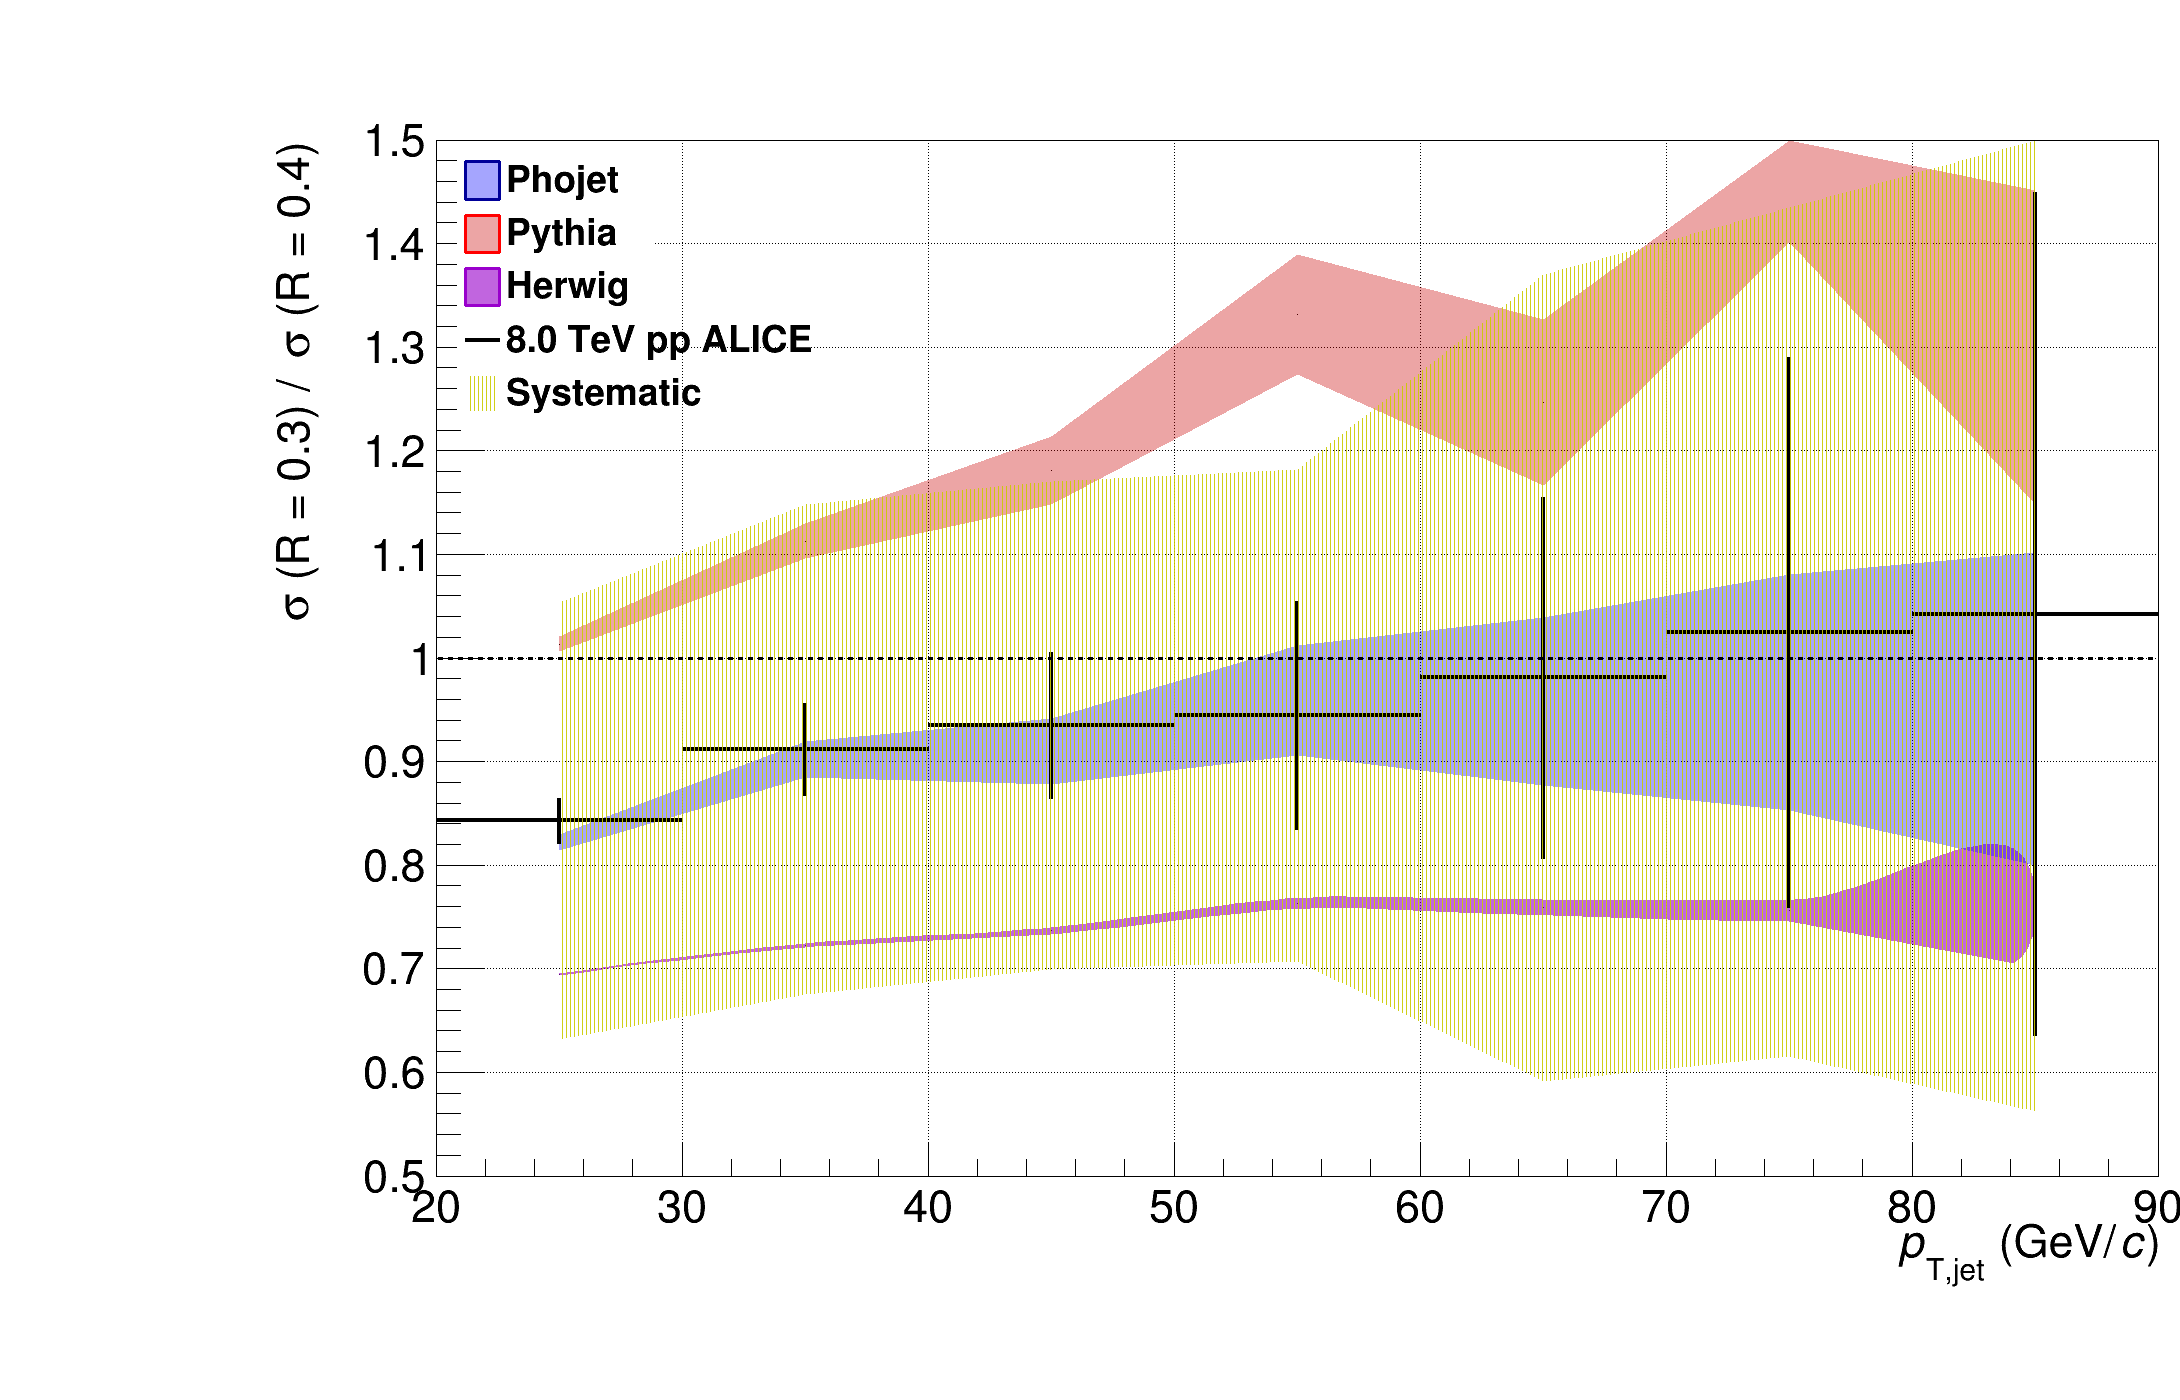 σ (R = 0.3) / σ (R = 0.4)
1.5
1.4
1.3
1.2
1.1
1
0.9
0.8
0.7
0.6
0.5
Phojet
Pythia
Herwig
8.0 TeV pp ALICE
Systematic
20 30 40 50 60 70 80 90
p T,jet (GeV/c)